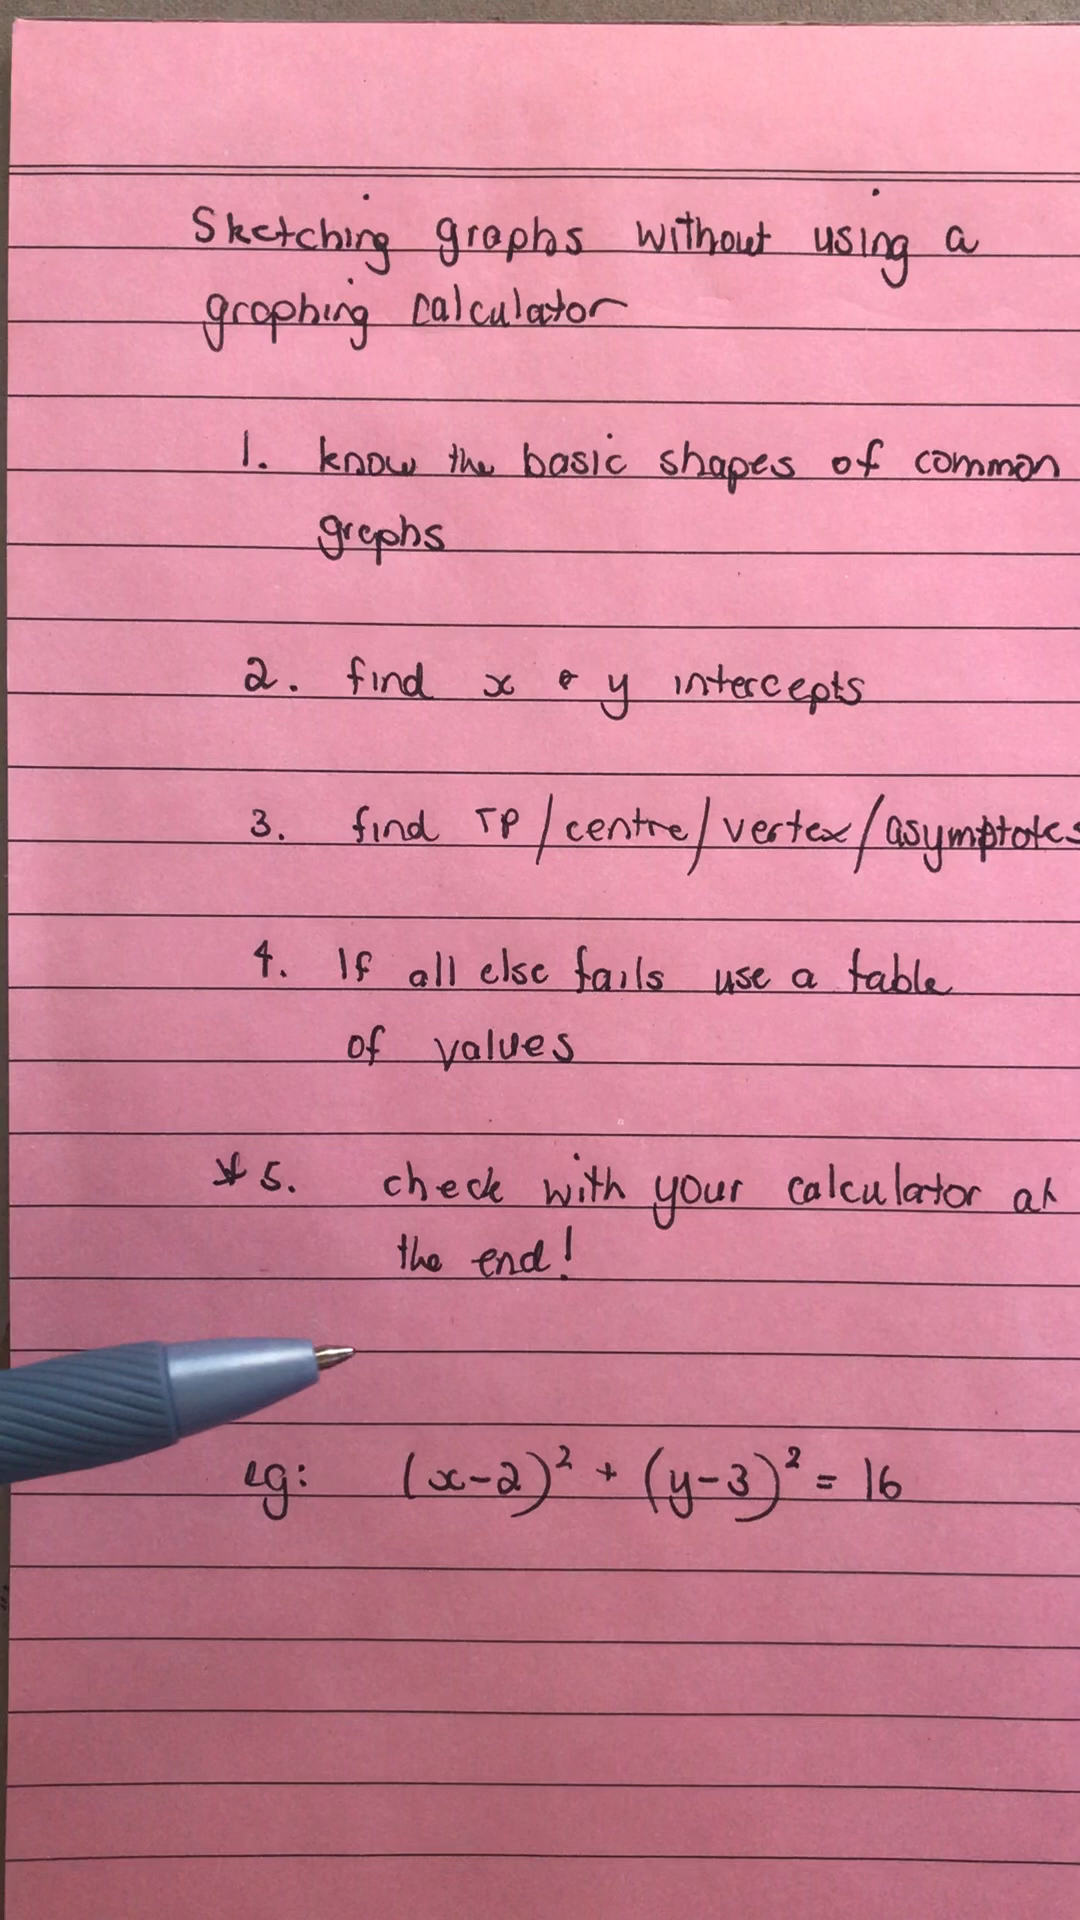 Sketching graphs without using a
graphing calculator
1. know the basic shapes of common
graphs
2. find x & y intercepts
3. find TP/centre/vertex/asymptotes
4. If all else fails use a table
of values
* 5. check with your calculator at
the end!
eg: (x-2)² + (y-3)² = 16